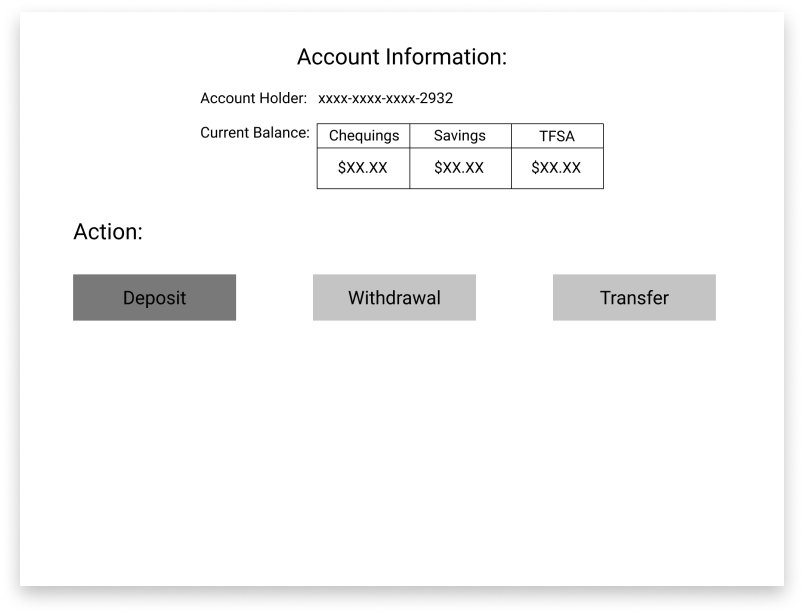 Account Information:
Account Holder: xxxx-xxxx-xxxx-2932
Current Balance: Chequings Savings TFSA
$XX.XX $XX.XX $XX.XX
Action:
Deposit Withdrawal Transfer